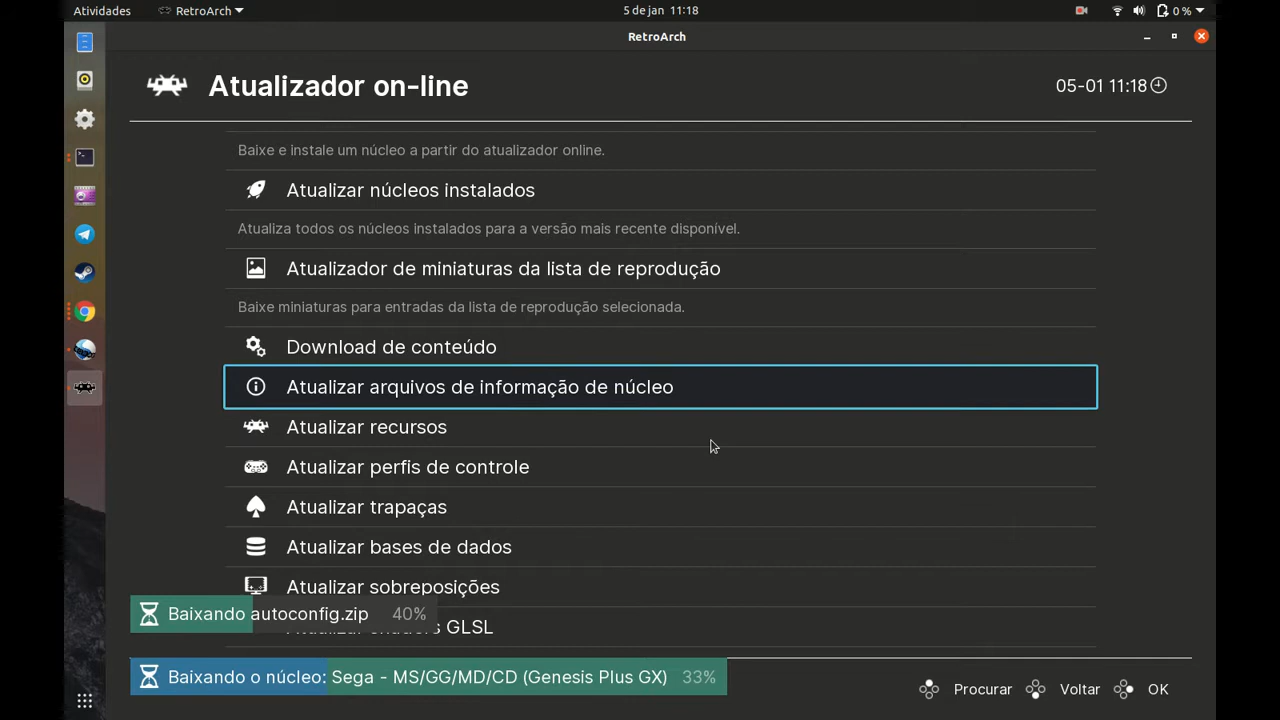 Atividades
RetroArch
5 de jan 11:18
0 %
RetroArch
Atualizador on-line
05-01 11:18
Baixe e instale um núcleo a partir do atualizador online.
Atualizar núcleos instalados
Atualiza todos os núcleos instalados para a versão mais recente disponível.
Atualizador de miniaturas da lista de reprodução
Baixe miniaturas para entradas da lista de reprodução selecionada.
Download de conteúdo
Atualizar arquivos de informação de núcleo
Atualizar recursos
Atualizar perfis de controle
Atualizar trapaças
Atualizar bases de dados
Atualizar sobreposições
Baixando autoconfig.zip 40%
GLSL
Baixando o núcleo: Sega - MS/GG/MD/CD (Genesis Plus GX) 33%
Procurar
Voltar
OK